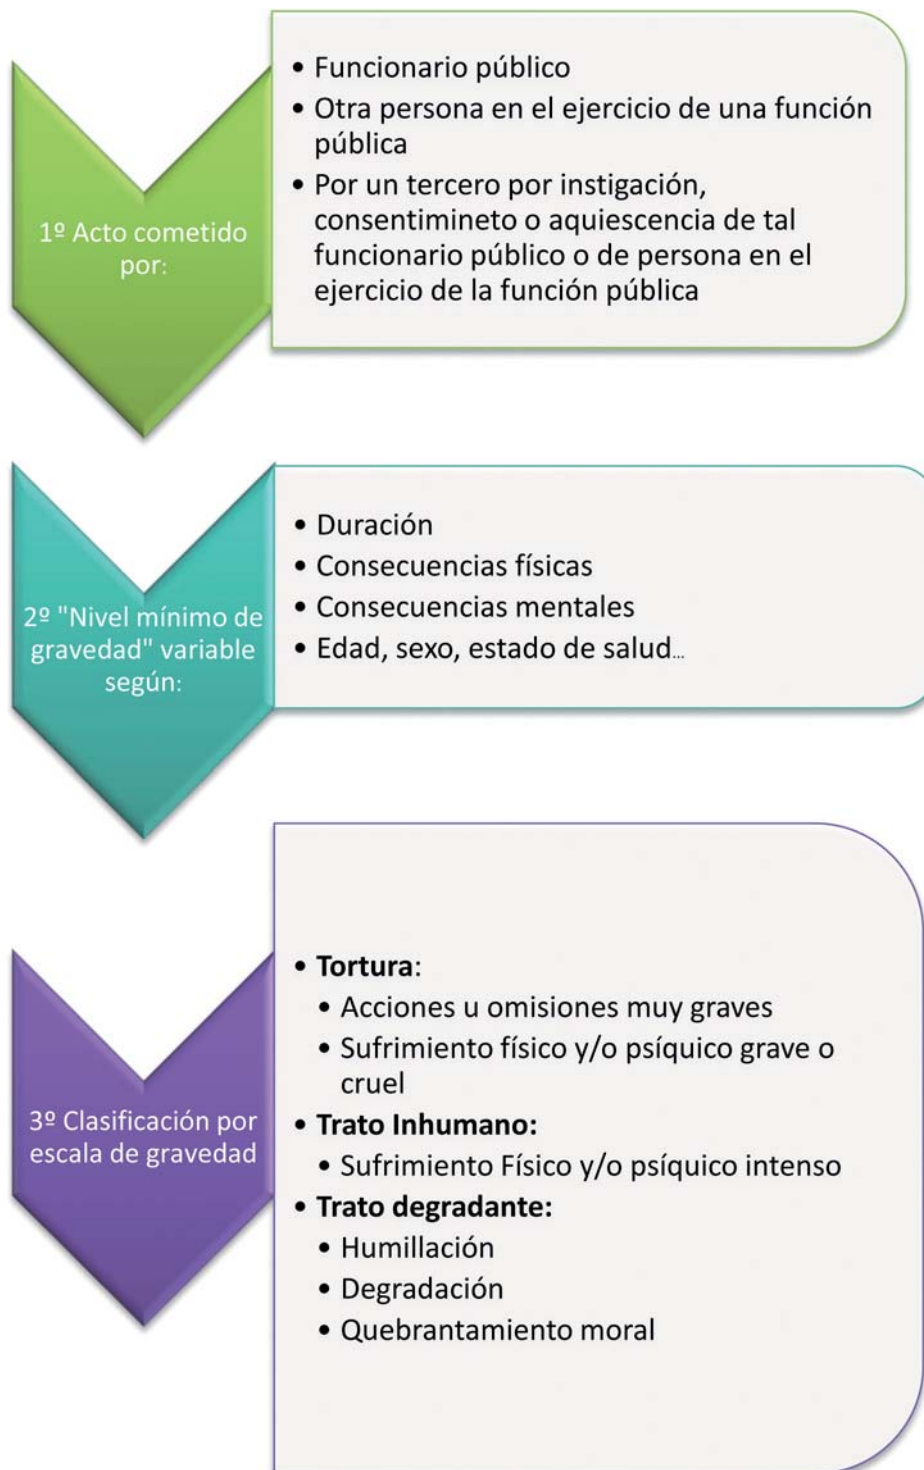 1º Acto cometido
por:
• Funcionario público
• Otra persona en el ejercicio de una función
pública
• Por un tercero por instigación,
consentimineto o aquiescencia de tal
funcionario público o de persona en el
ejercicio de la función pública
2º "Nivel mínimo de
gravedad" variable
según:
• Duración
• Consecuencias físicas
• Consecuencias mentales
• Edad, sexo, estado de salud...
3º Clasificación por
escala de gravedad
• Tortura:
• Acciones u omisiones muy graves
• Sufrimiento físico y/o psíquico grave o
cruel
• Trato Inhumano:
• Sufrimiento Físico y/o psíquico intenso
• Trato degradante:
• Humillación
• Degradación
• Quebrantamiento moral